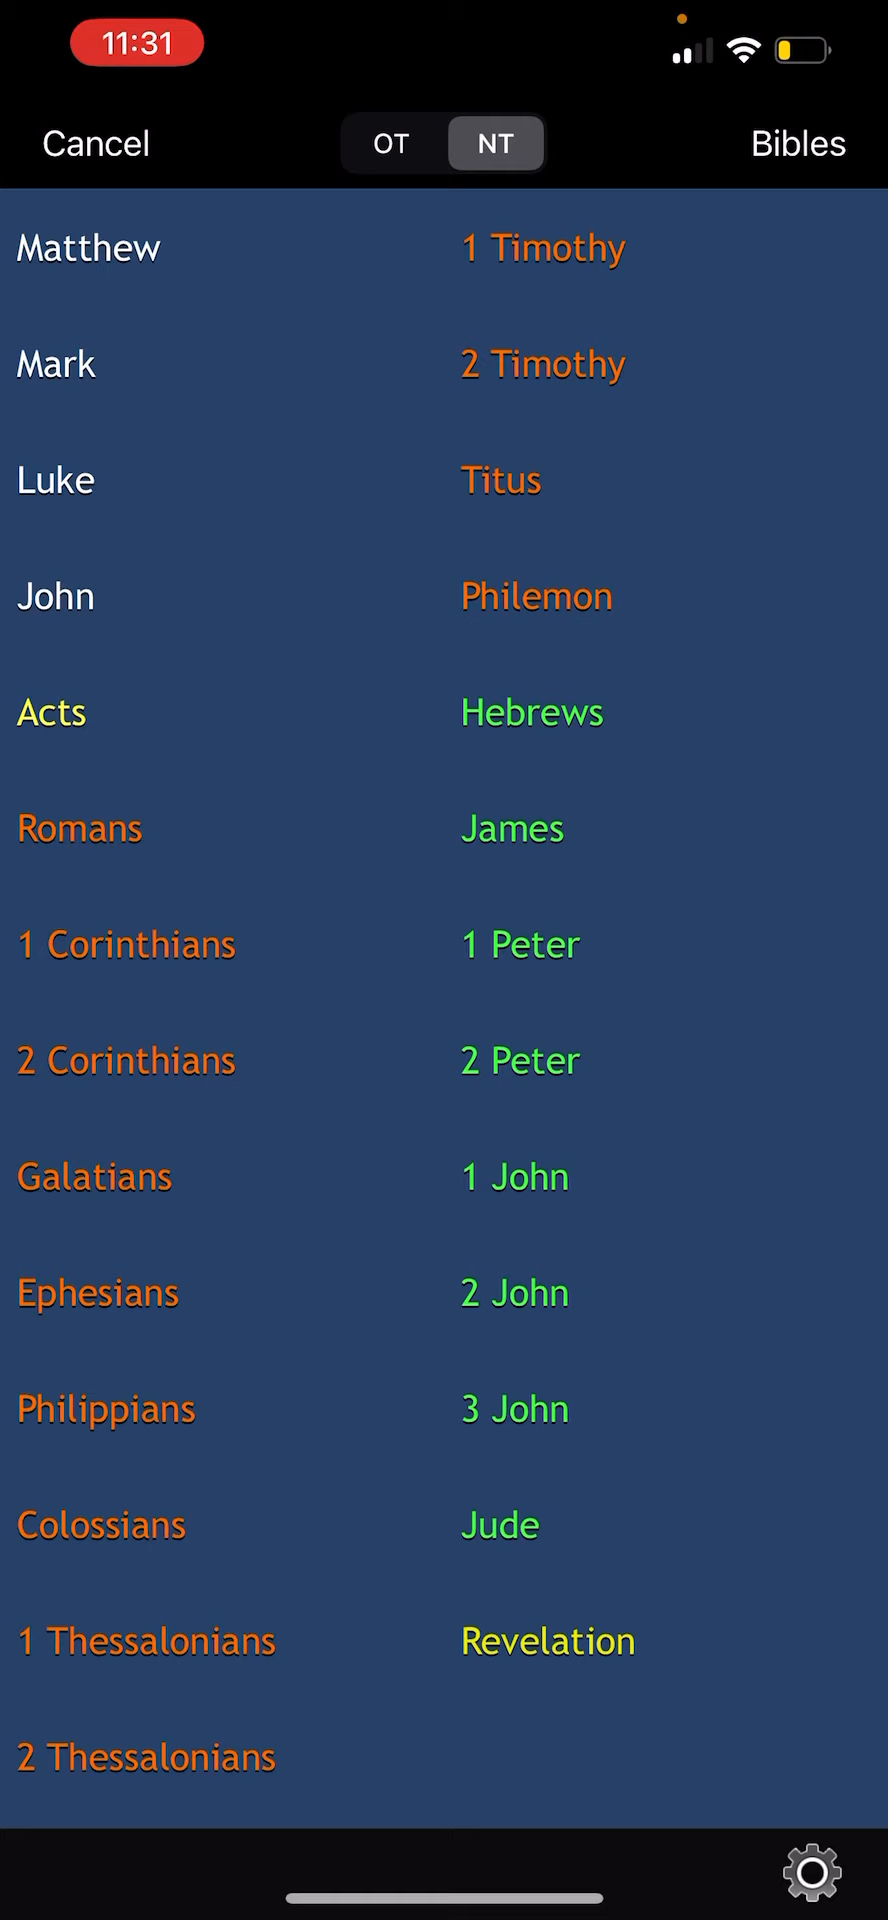 11:31
Cancel
OT
NT
Bibles
Matthew
Mark
Luke
John
Acts
Romans
1 Corinthians
2 Corinthians
Galatians
Ephesians
Philippians
Colossians
1 Thessalonians
2 Thessalonians
1 Timothy
2 Timothy
Titus
Philemon
Hebrews
James
1 Peter
2 Peter
1 John
2 John
3 John
Jude
Revelation